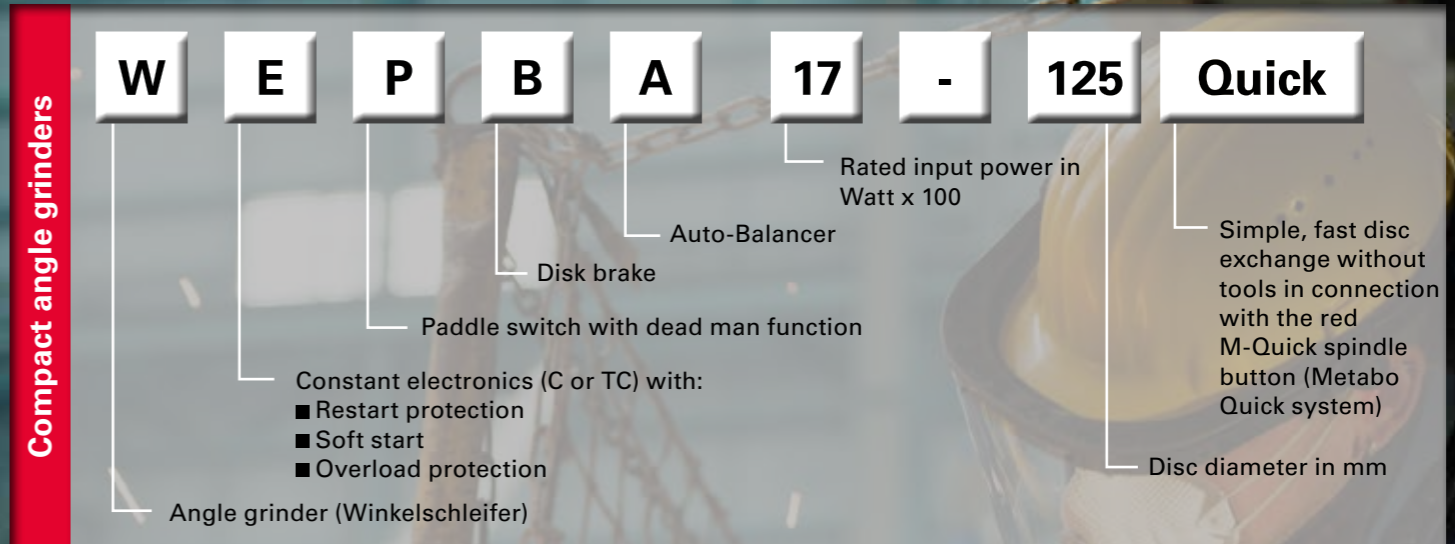 Compact angle grinders
W E P B A 17 - 125 Quick
Rated input power in
Watt x 100
Auto-Balancer
Disk brake
Paddle switch with dead man function
Constant electronics (C or TC) with:
■ Restart protection
■ Soft start
■ Overload protection
Angle grinder (Winkelschleifer)
Simple, fast disc
exchange without
tools in connection
with the red
M-Quick spindle
button (Metabo
Quick system)
Disc diameter in mm